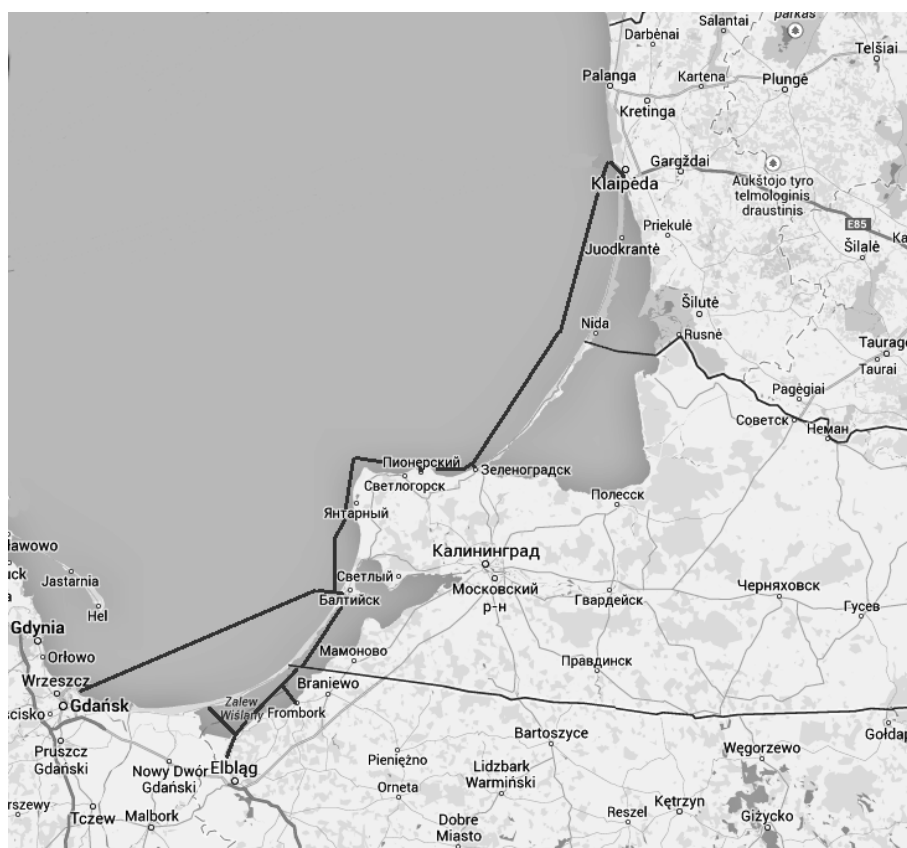 parkas
Salantai
Darbėnai
Telšiai
Palanga
Kartena
Plungė
Kretinga
Gargždai
Klaipėda
Aukštojo tyro
telmologinis
draustinis
Priekulė
E85
Juodkrantė
Šilalė
Šilutė
Nida
Rusnė
Taurage
Taurai
Pagėgiai
Советск
Неман
Пионерский
Зеленоградск
Светлогорск
Полесск
Янтарный
ławowo
Калининград
Jastarnia
Светлый
Московский
р-н
Черняховск
Балтийск
Гвардейск
Hel
Гусев
Gdynia
Orłowo
Мамоново
Правдинск
Wrzeszcz
Braniewo
Zalew
Wiślany
Gdańsk
Frombork
Gołdap
Bartoszyce
Pruszcz
Gdański
Węgorzewo
Pieniężno
Nowy Dwór
Gdański
Elbląg
Lidzbark
Warmiński
Orneta
Tczew
Malbork
Reszel
Kętrzyn
Giżycko
Dobre
Miasto